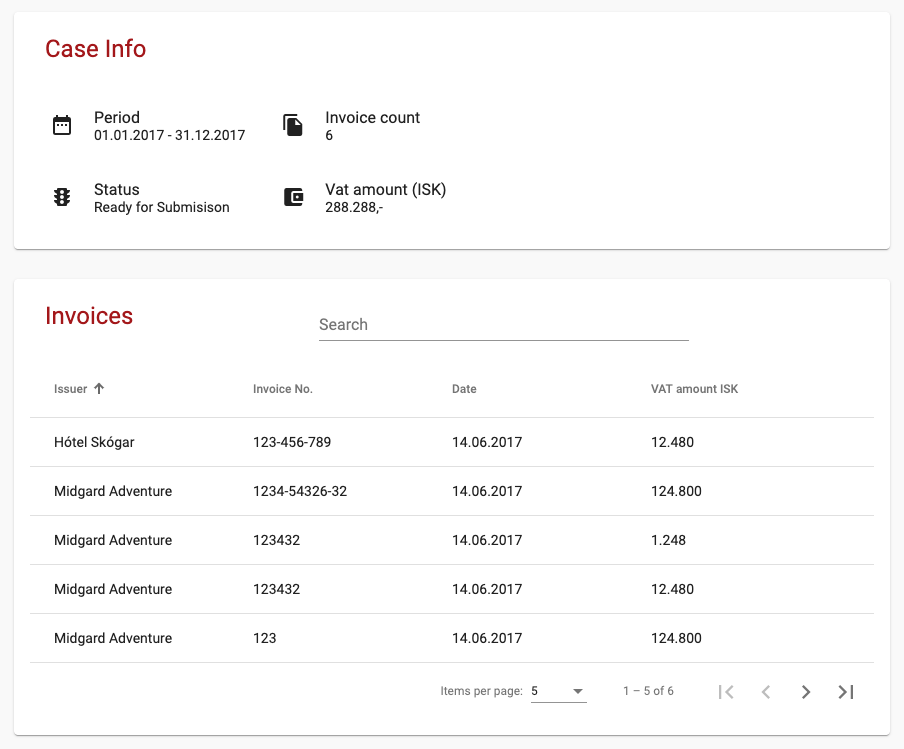 Case Info
Period
01.01.2017 - 31.12.2017
Invoice count
6
Status
Ready for Submisison
Vat amount (ISK)
288.288,-
Invoices
Search
Issuer Invoice No. Date VAT amount ISK
Hótel Skógar 123-456-789 14.06.2017 12.480
Midgard Adventure 1234-54326-32 14.06.2017 124.800
Midgard Adventure 123432 14.06.2017 1.248
Midgard Adventure 123432 14.06.2017 12.480
Midgard Adventure 123 14.06.2017 124.800
Items per page: 5 1 – 5 of 6